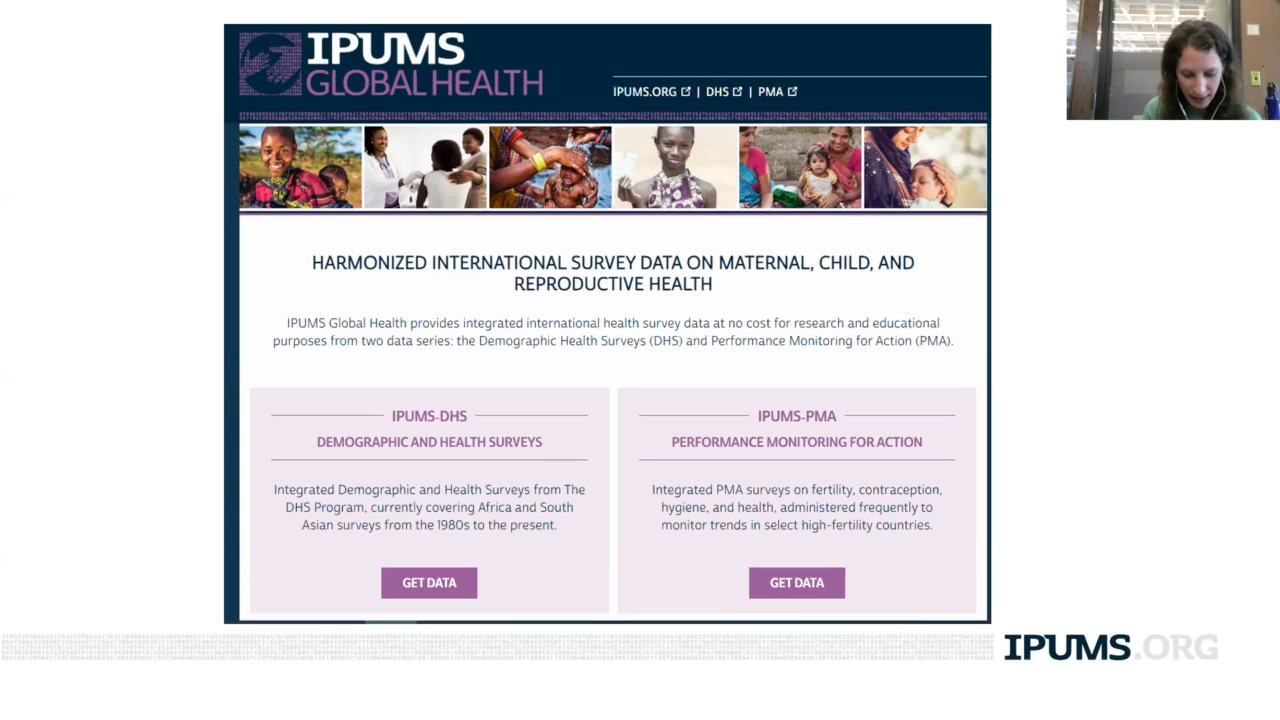 IPUMS
GLOBAL HEALTH
IPUMS.ORG | DHS | PMA
HARMONIZED INTERNATIONAL SURVEY DATA ON MATERNAL, CHILD, AND
REPRODUCTIVE HEALTH
IPUMS Global Health provides integrated international health survey data at no cost for research and educational
purposes from two data series: the Demographic Health Surveys (DHS) and Performance Monitoring for Action (PMA).
IPUMS-DHS
DEMOGRAPHIC AND HEALTH SURVEYS
Integrated Demographic and Health Surveys from The
DHS Program, currently covering Africa and South
Asian surveys from the 1980s to the present.
GET DATA
IPUMS-PMA
PERFORMANCE MONITORING FOR ACTION
Integrated PMA surveys on fertility, contraception,
hygiene, and health, administered frequently to
monitor trends in select high-fertility countries.
GET DATA
IPUMS.ORG